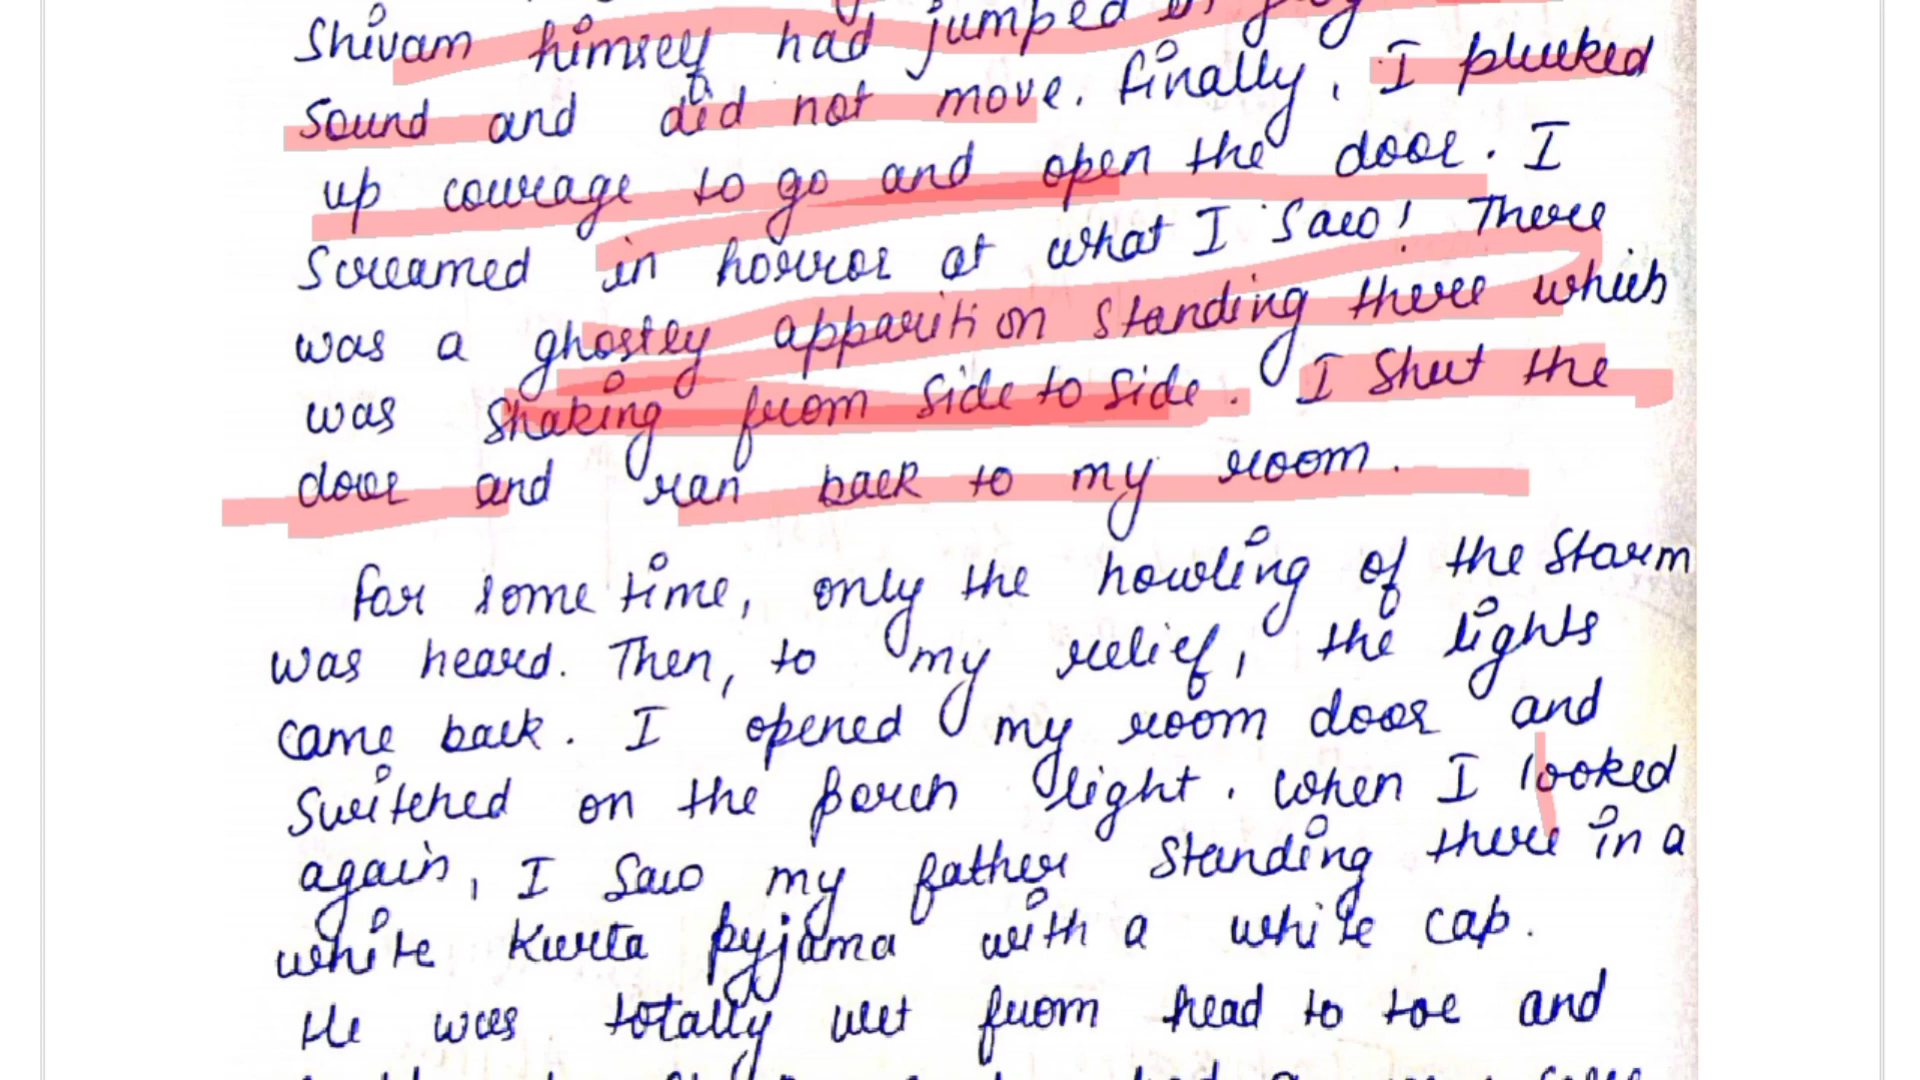 Shivam himself had jumped
Sound and did not move. Finally, I plucked
up courage to go and open the door. I
Screamed in horror at what I Saw! There
was a ghostly apparition standing there which
was Shaking from Side to Side. I Shut the
door and ran back to my room.
For some time, only the howling of the Storm
was heard. Then, to my relief, the lights
came back. I opened my room door and
Switched on the porch light. When I looked
again, I Saw my father Standing there in a
white Kurta pyjama with a white cap.
He was totally wet from head to toe and